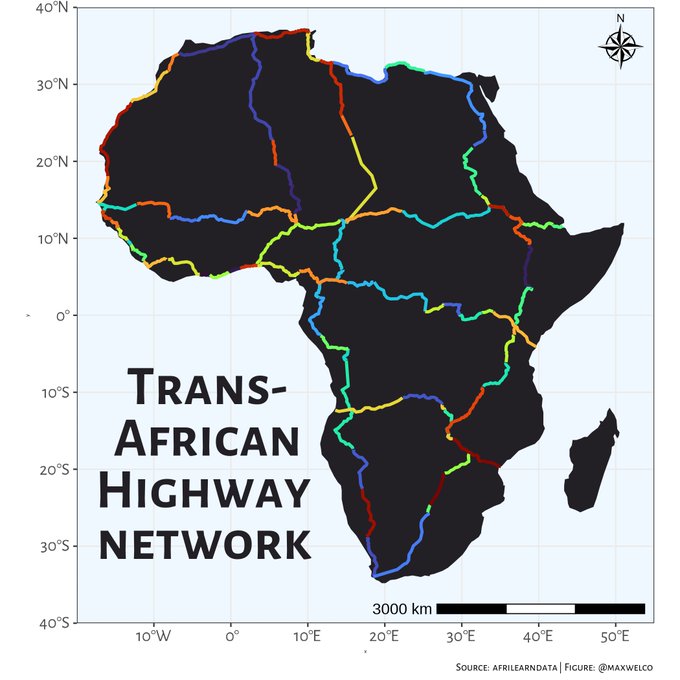 40°N
30°N
20°N
10°N
0°
10°S
20°S
30°S
40°S
y
N
Trans-
African
Highway
network
3000 km
10°W
0°
10°E
20°E
30°E
40°E
50°E
x
Source: afrilearndata | Figure: @maxwelco